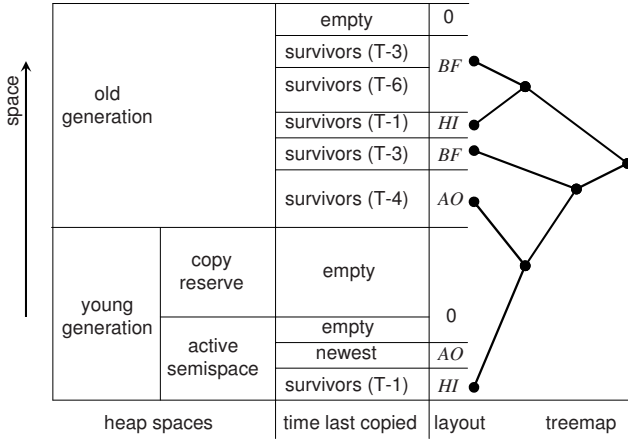 empty 0
survivors (T-3)
BF
survivors (T-6)
old
generation
survivors (T-1) HI
survivors (T-3) BF
survivors (T-4) AO
space
copy
reserve
empty
0
young
generation
empty
active
semispace
newest AO
survivors (T-1) HI
heap spaces time last copied layout treemap